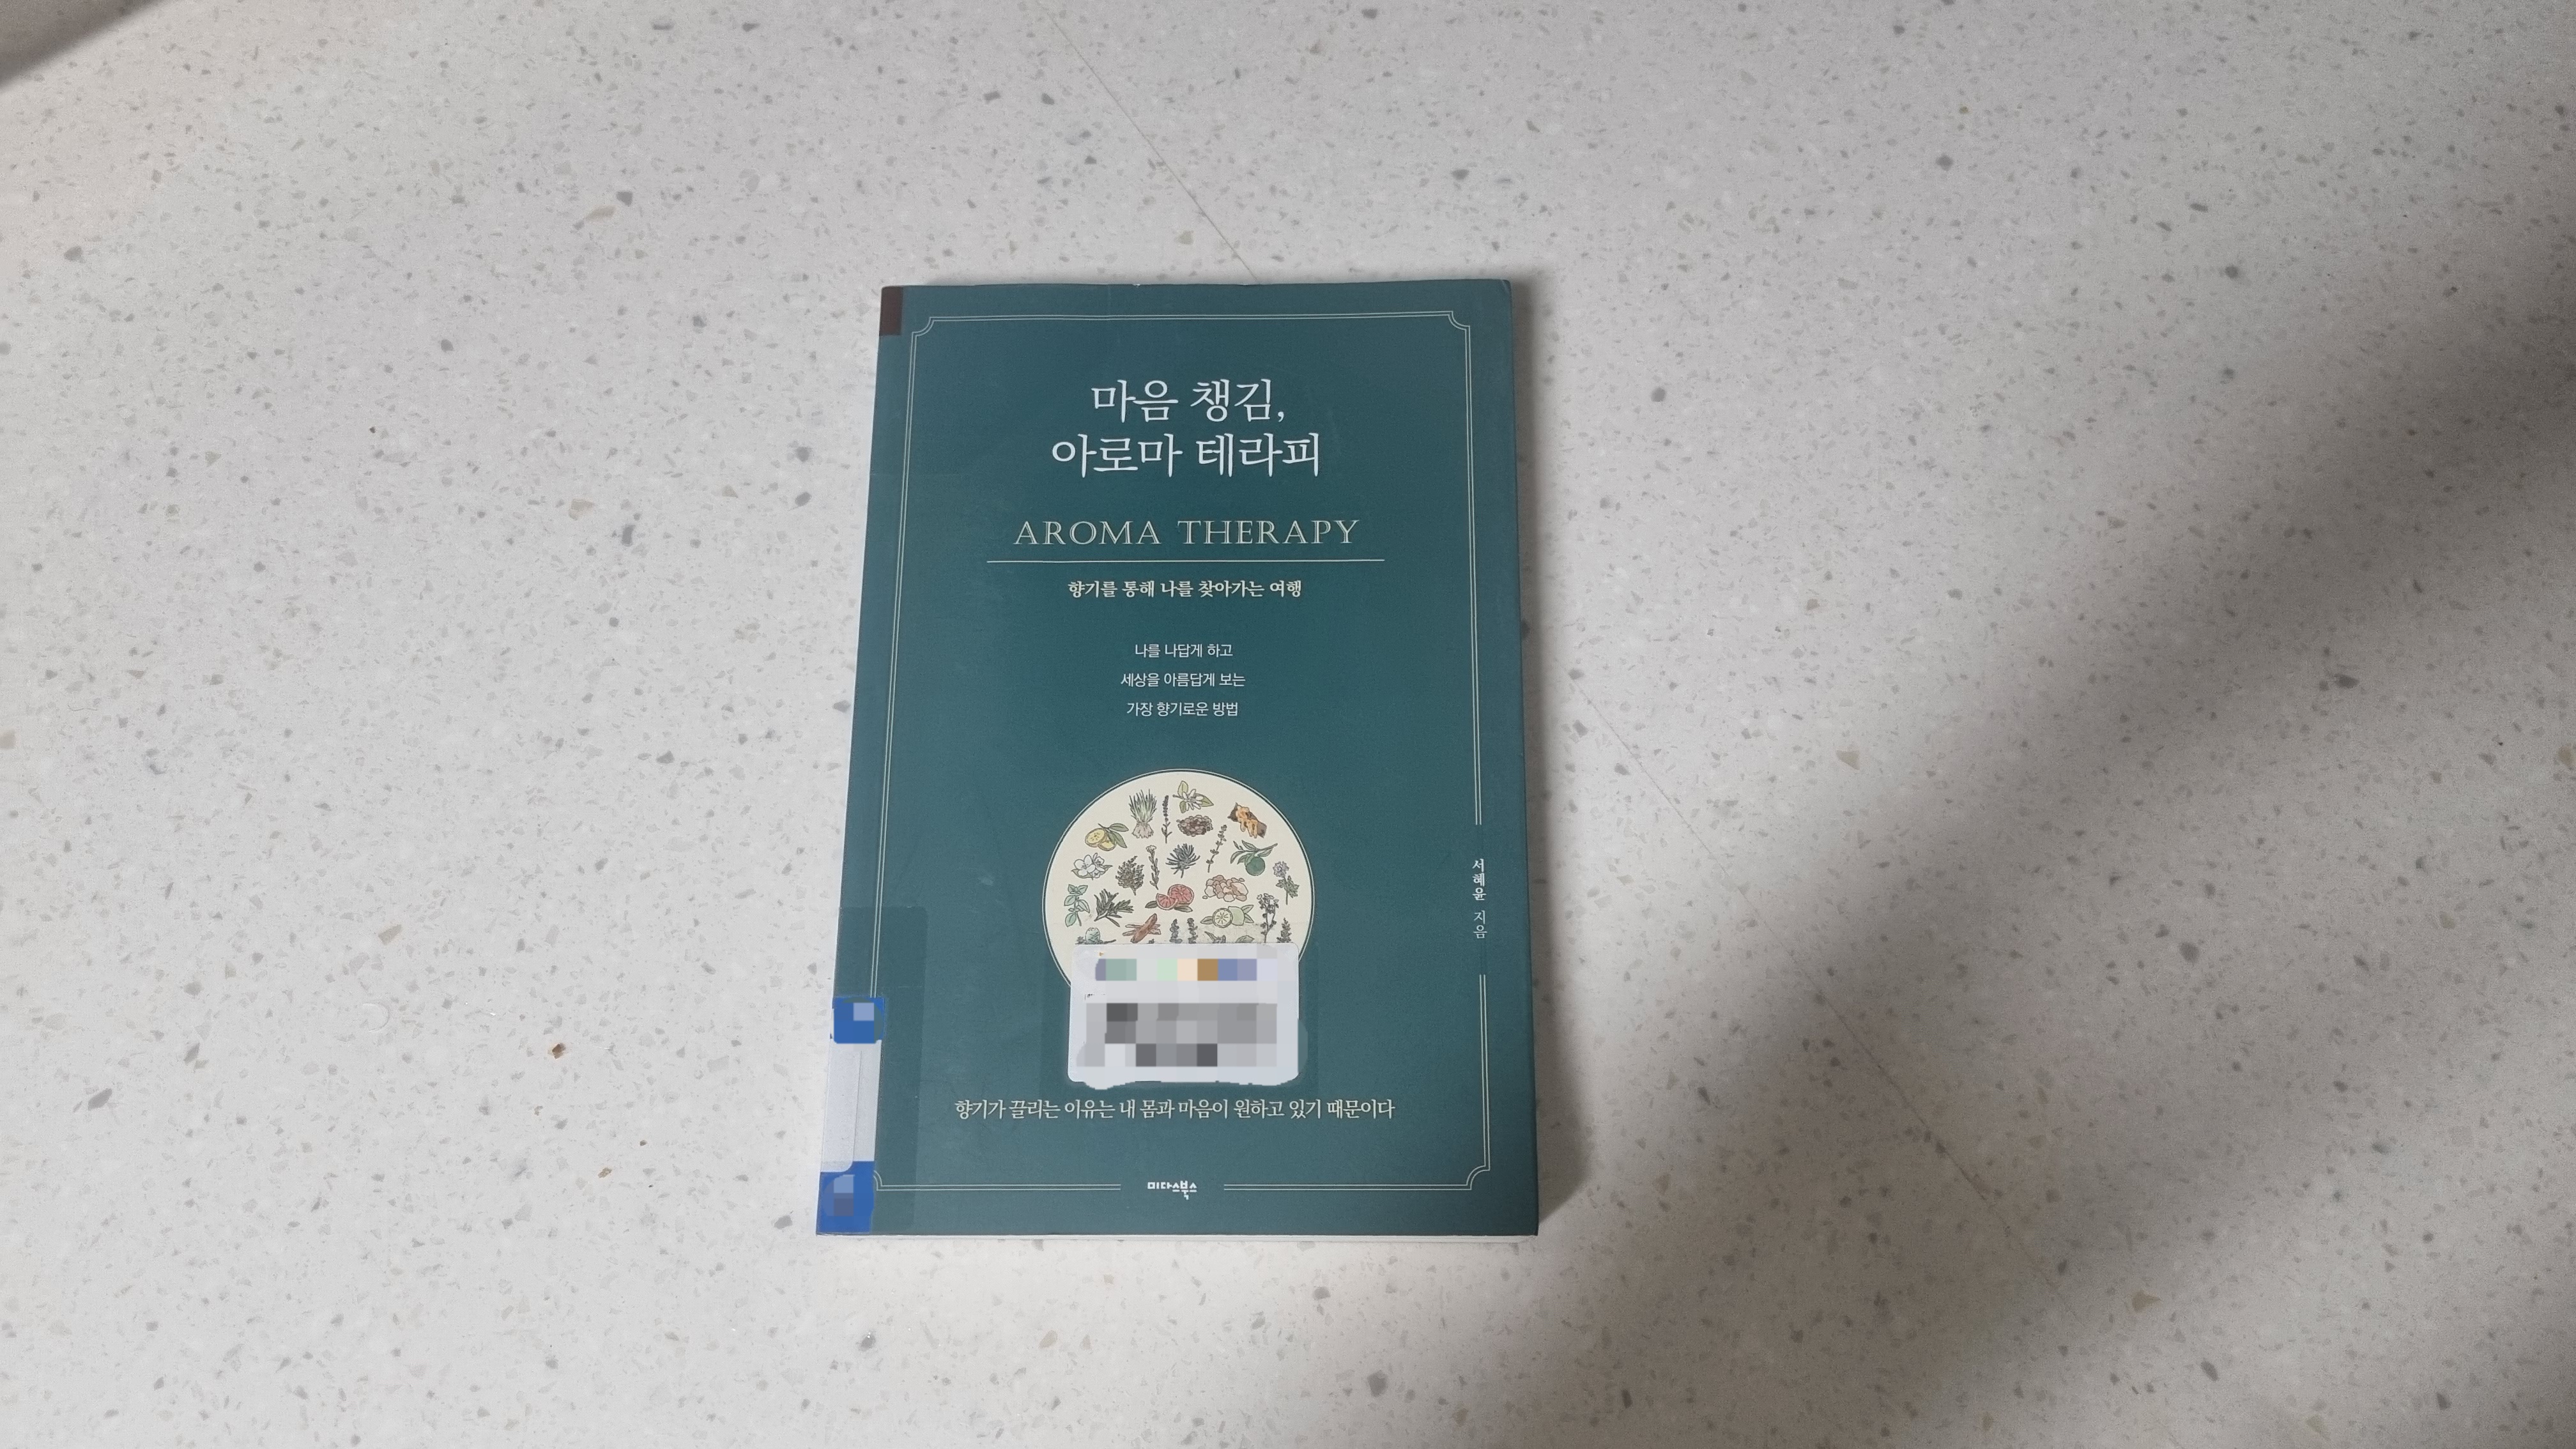 마음 챙김,
아로마 테라피
AROMA THERAPY
향기를 통해 나를 찾아가는 여행
나를 나답게 하고
세상을 아름답게 보는
가장 향기로운 방법
서혜윤 지음
향기가 끌리는 이유는 내 몸과 마음이 원하고 있기 때문이다
미다스북스